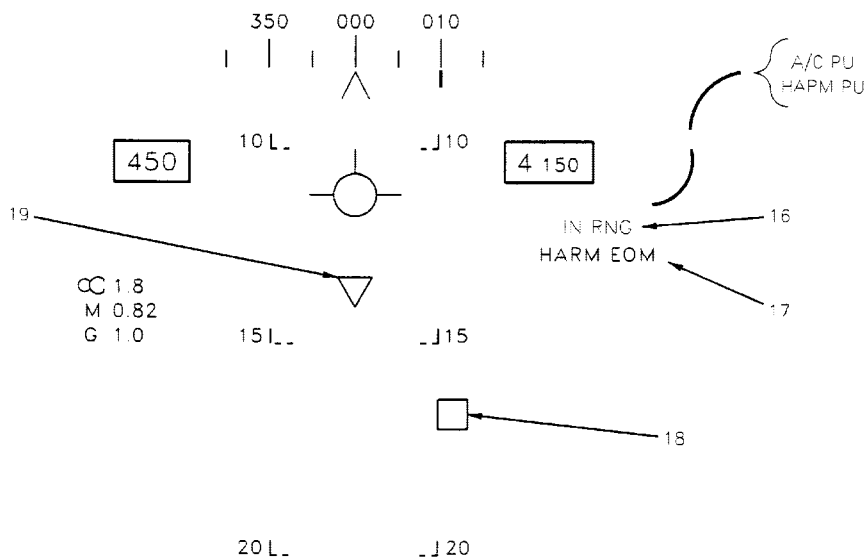 350 000 010
A/C PU
HAPM PU
10 10
450
4 150
19
16
IN RNG
HARM EOM
17
∝ 1.8
M 0.82
G 1.0
15 15
18
20 20